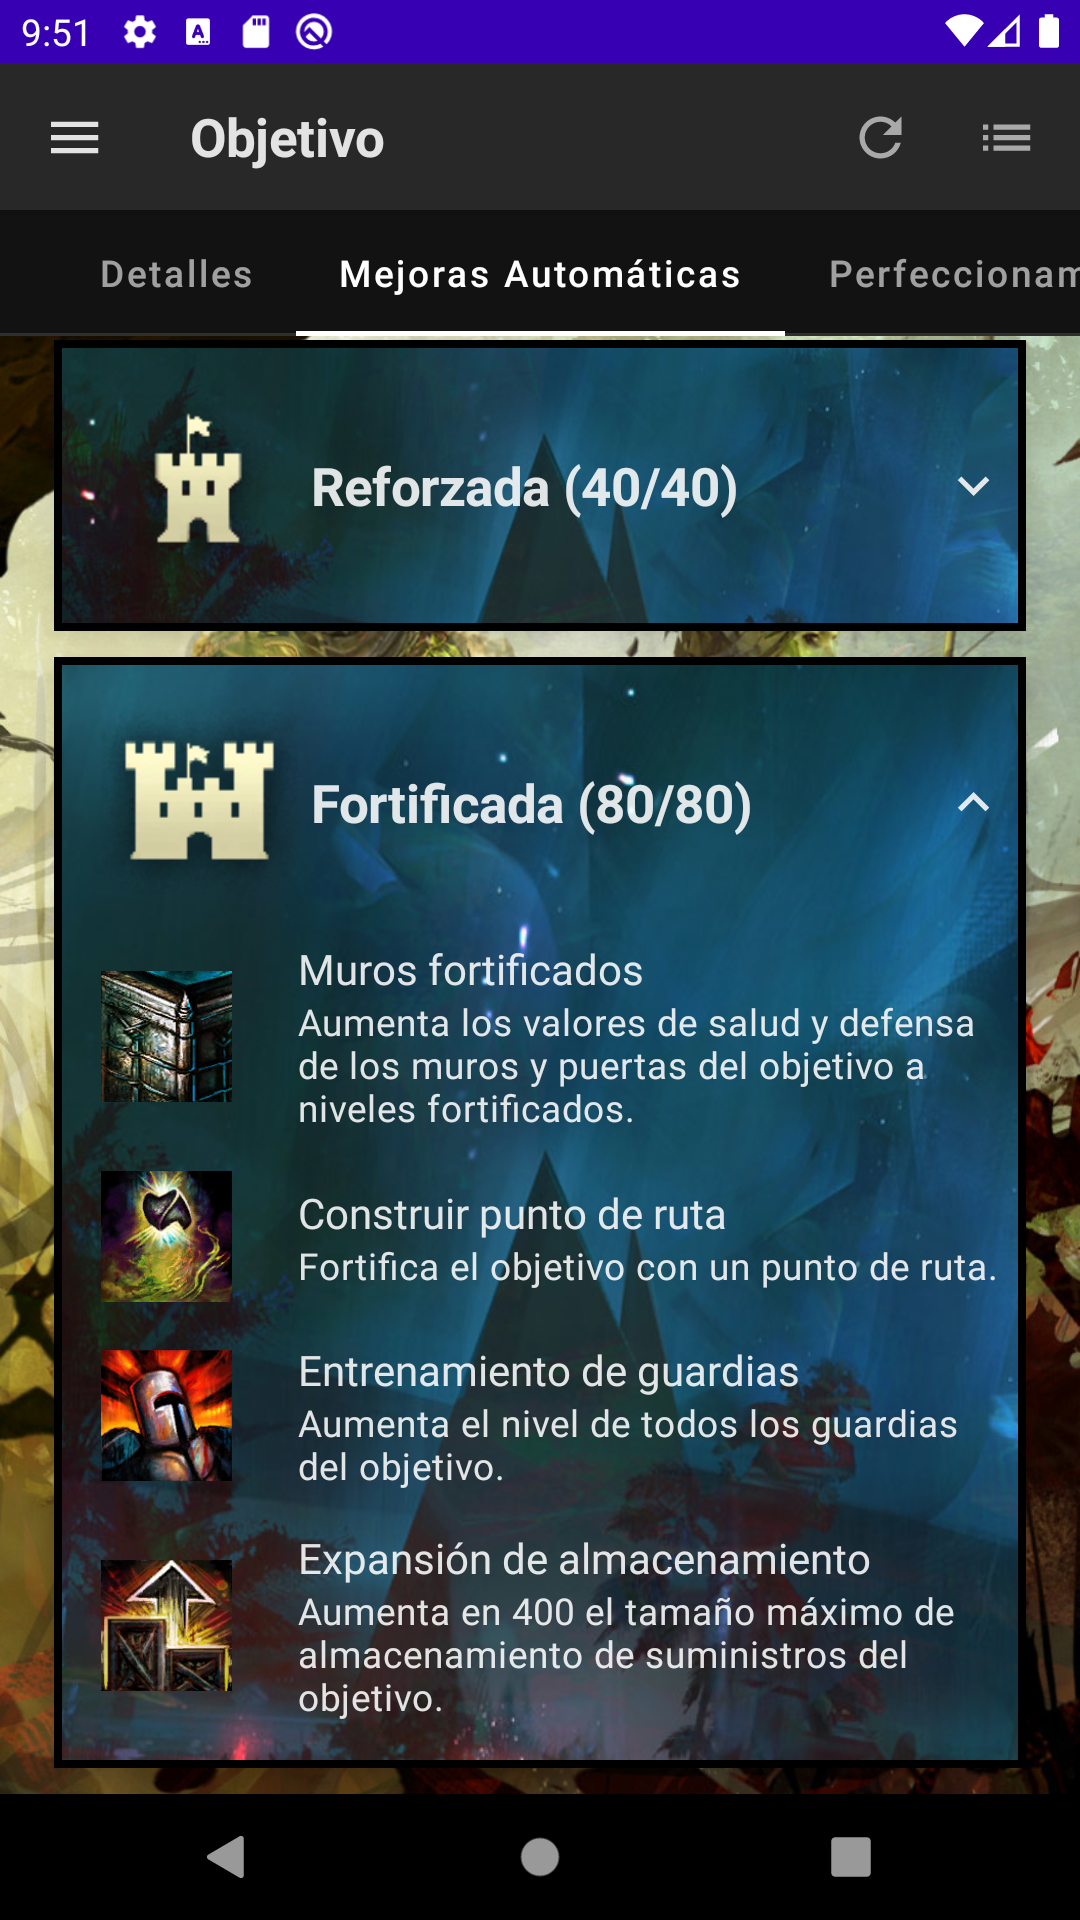 9:51
Objetivo
Detalles
Mejoras Automáticas
Perfeccionam
Reforzada (40/40)
Fortificada (80/80)
Muros fortificados
Aumenta los valores de salud y defensa
de los muros y puertas del objetivo a
niveles fortificados.
Construir punto de ruta
Fortifica el objetivo con un punto de ruta.
Entrenamiento de guardias
Aumenta el nivel de todos los guardias
del objetivo.
Expansión de almacenamiento
Aumenta en 400 el tamaño máximo de
almacenamiento de suministros del
objetivo.